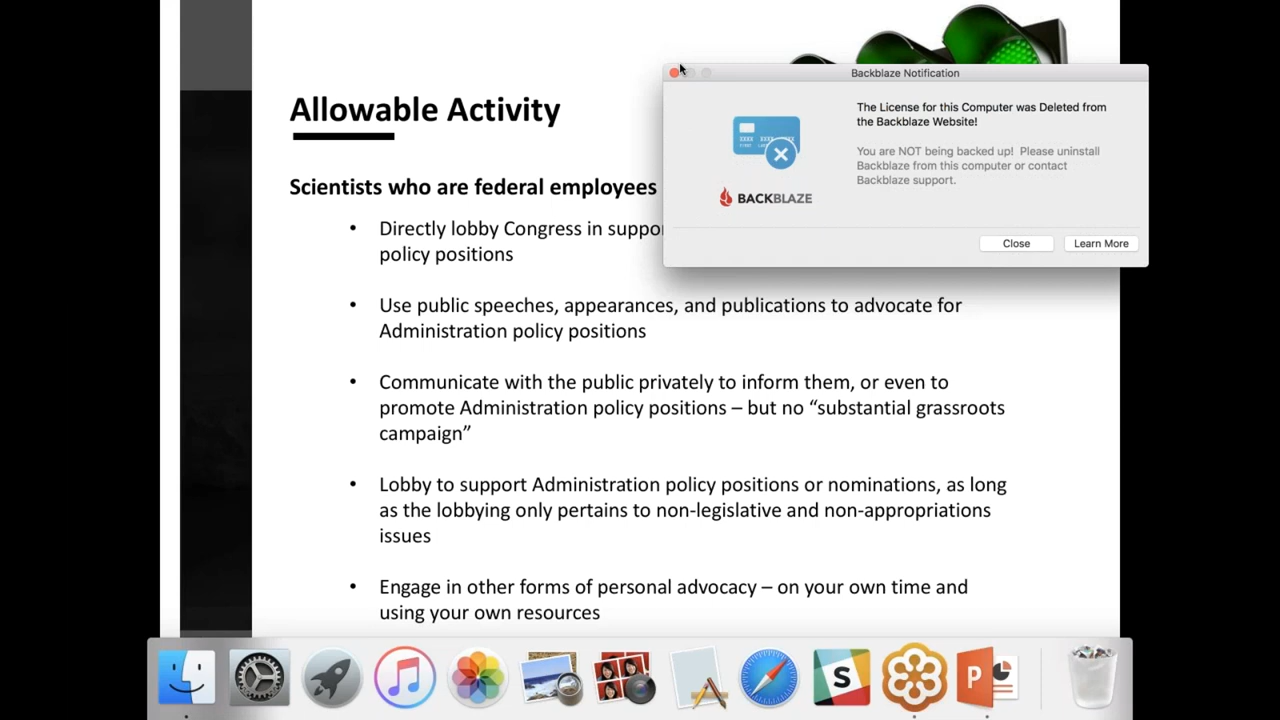 Allowable Activity
Scientists who are federal employees
• Directly lobby Congress in
policy positions
• Use public speeches, appearances, and publications to advocate for
Administration policy positions
• Communicate with the public privately to inform them, or even to
promote Administration policy positions – but no “substantial grassroots
campaign”
• Lobby to support Administration policy positions or nominations, as long
as the lobbying only pertains to non-legislative and non-appropriations
issues
• Engage in other forms of personal advocacy – on your own time and
using your own resources
Backblaze Notification
The License for this Computer was Deleted from
the Backblaze Website!
You are NOT being backed up! Please uninstall
Backblaze from this computer or contact
Backblaze support.
BACKBLAZE
Close
Learn More
S
P